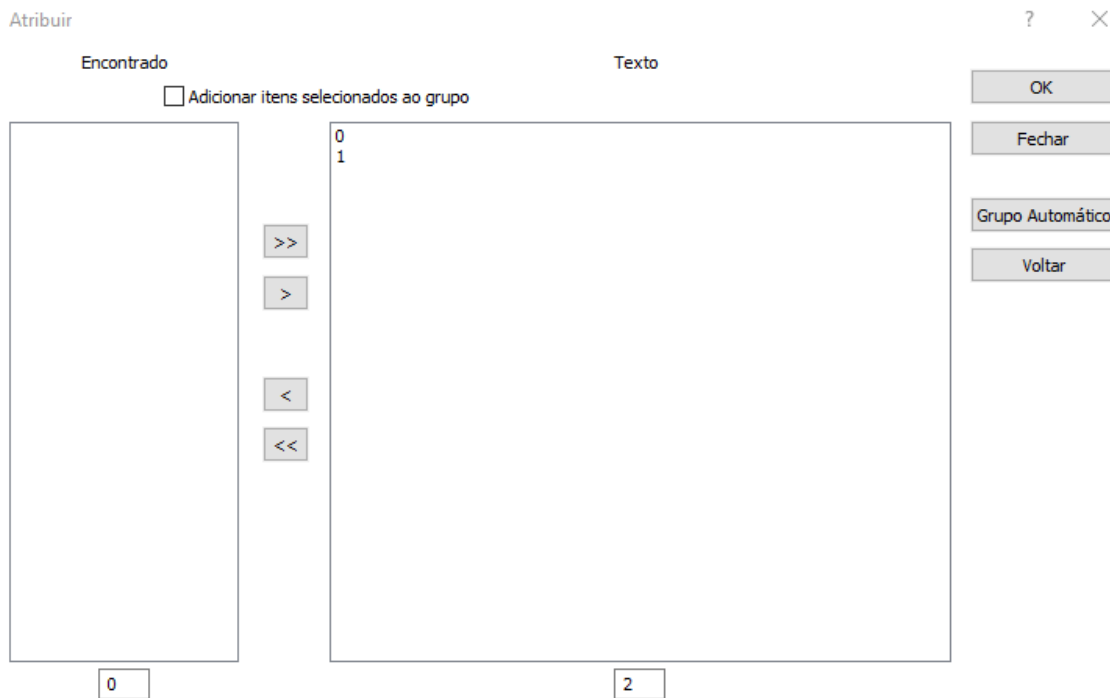 Atribuir ?
Encontrado Texto
Adicionar itens selecionados ao grupo
OK
0
1
Fechar
>>
Grupo Automático
>
Voltar
<
<<
0 2